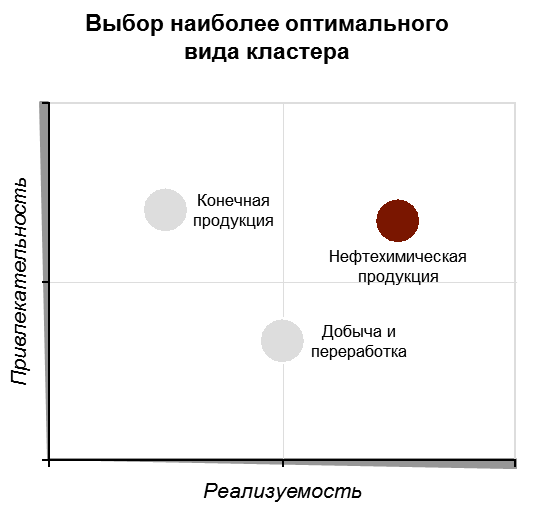 Выбор наиболее оптимального
вида кластера
Привлекательность
Конечная
продукция
Нефтехимическая
продукция
Добыча и
переработка
Реализуемость